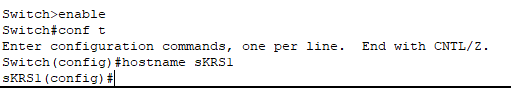 Switch>enable
Switch#conf t
Enter configuration commands, one per line.  End with CNTL/Z.
Switch(config)#hostname sKRS1
sKRS1(config)#